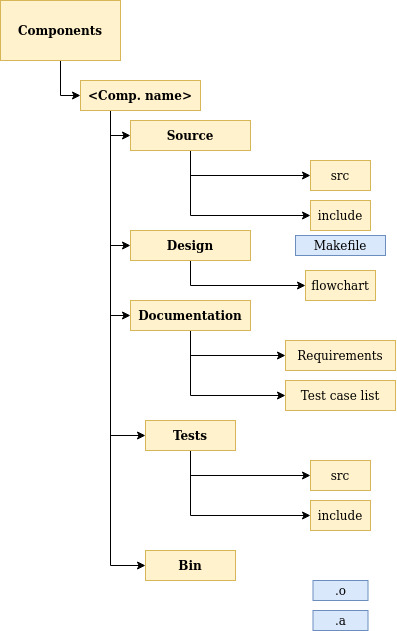 Components
<Comp. name>
Source
src
include
Design
Makefile
flowchart
Documentation
Requirements
Test case list
Tests
src
include
Bin
.o
.a